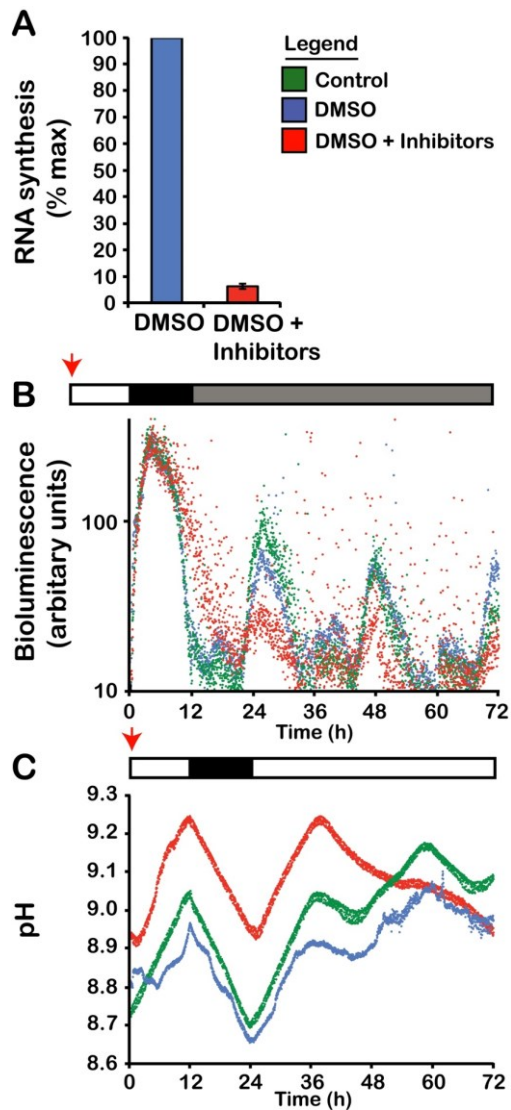 A
RNA synthesis
(% max)
100
90
80
70
60
50
40
30
20
10
0
DMSO
DMSO +
Inhibitors
Legend
Control
DMSO
DMSO + Inhibitors
B
Bioluminescence
(arbitary units)
100
10
0 12 24 36 48 60 72
Time (h)
C
pH
9.3
9.2
9.1
9.0
8.9
8.8
8.7
8.6
0 12 24 36 48 60 72
Time (h)